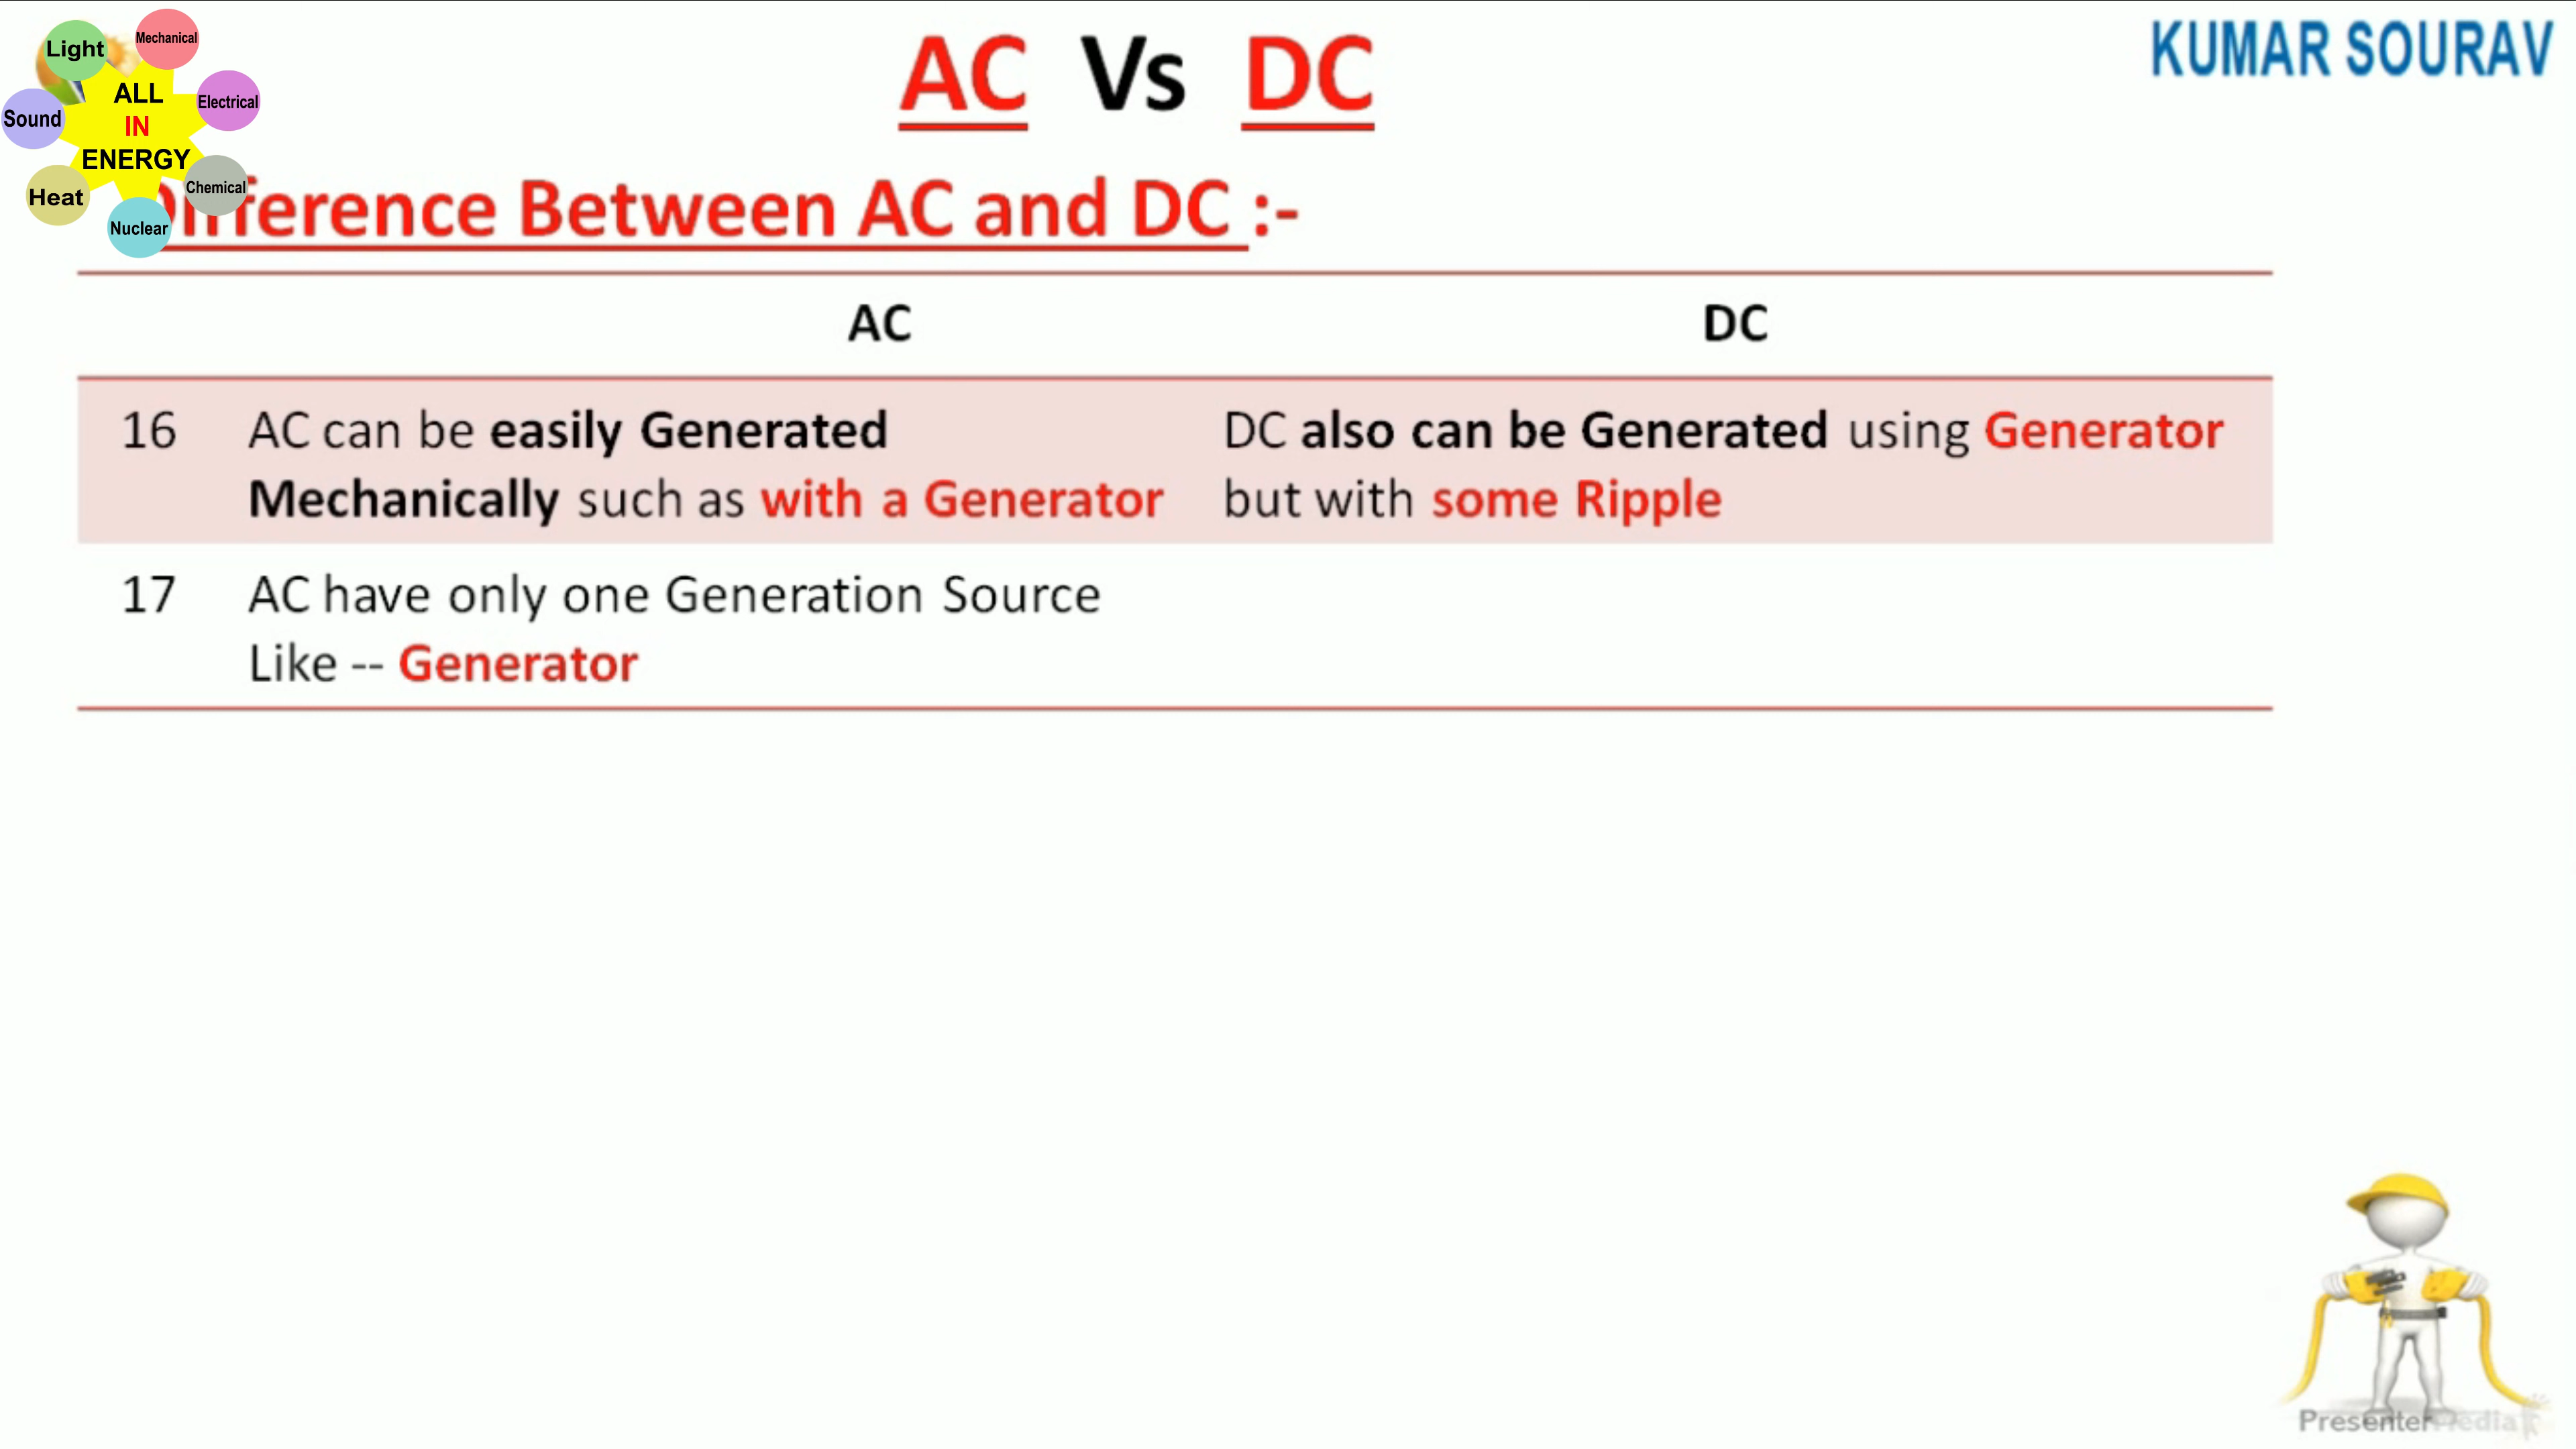 KUMAR SOURAV
AC Vs DC
Light
Mechanical
ALL
IN
ENERGY
Electrical
Sound
Chemical
Heat
Nuclear
ference Between AC and DC :-
AC DC
16 AC can be easily Generated DC also can be Generated using Generator
Mechanically such as with a Generator but with some Ripple
17 AC have only one Generation Source
Like -- Generator
PresenterMedia